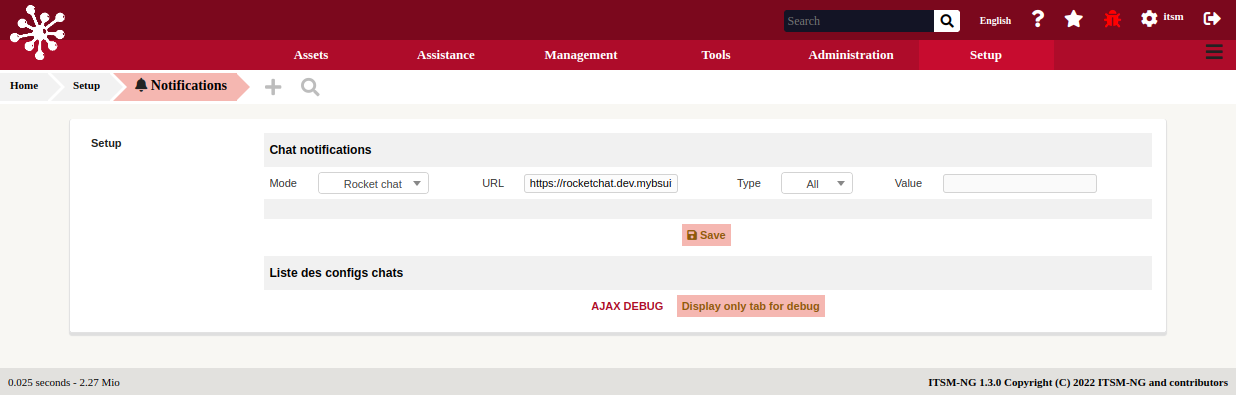 Search
English
?
itsm
Assets
Assistance
Management
Tools
Administration
Setup
Home
Setup
Notifications
Setup
Chat notifications
Mode
Rocket chat
URL
https://rocketchat.dev.mybsui
Type
All
Value
Save
Liste des configs chats
AJAX DEBUG
Display only tab for debug
0.025 seconds - 2.27 Mio
ITSM-NG 1.3.0 Copyright (C) 2022 ITSM-NG and contributors